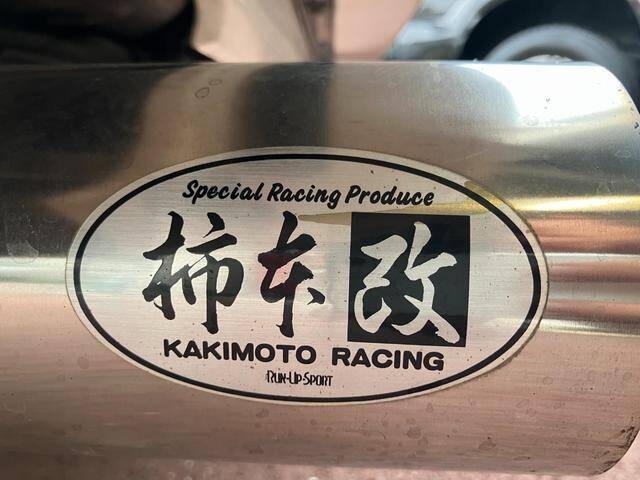 Special Racing Produce
柿本改
KAKIMOTO RACING
RUN-UP-SPORT